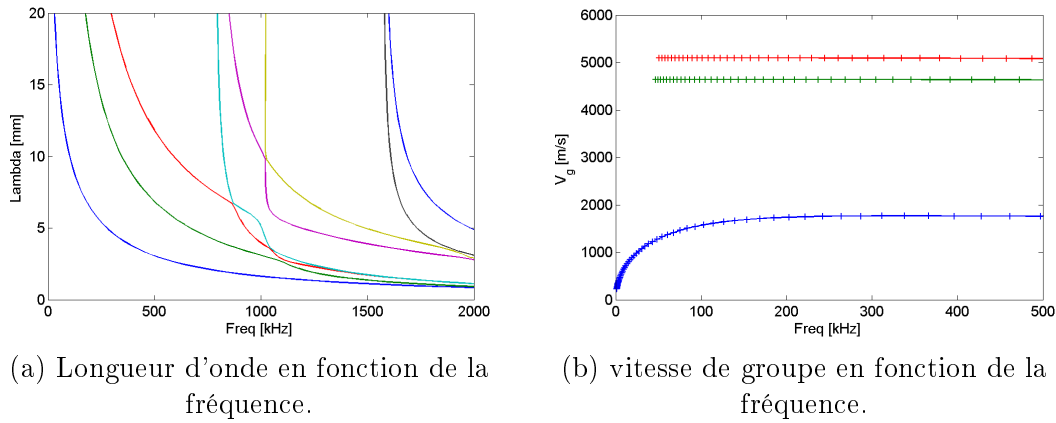 20
15
10
5
0
Lambda [mm]
0 500 1000 1500 2000
Freq [kHz]
6000
5000
4000
3000
2000
1000
0
Vg [m/s]
0 100 200 300 400 500
Freq [kHz]
(a) Longueur d'onde en fonction de la
fréquence.
(b) vitesse de groupe en fonction de la
fréquence.